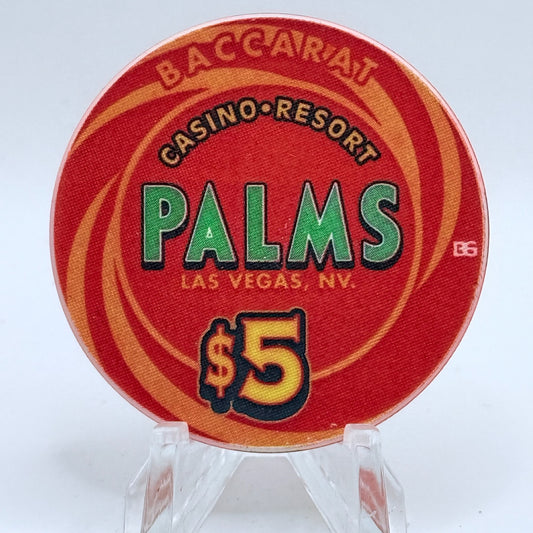 BACCARAT
CASINO•RESORT
PALMS
LAS VEGAS, NV.
BG
$5